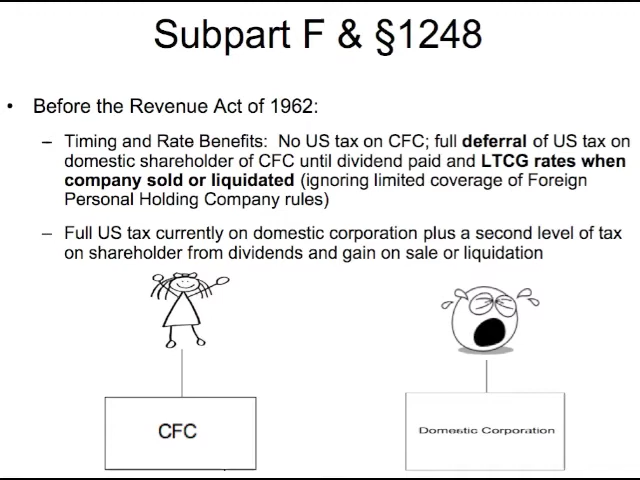 Subpart F & §1248
• Before the Revenue Act of 1962:
– Timing and Rate Benefits: No US tax on CFC; full deferral of US tax on
domestic shareholder of CFC until dividend paid and LTCG rates when
company sold or liquidated (ignoring limited coverage of Foreign
Personal Holding Company rules)
– Full US tax currently on domestic corporation plus a second level of tax
on shareholder from dividends and gain on sale or liquidation
CFC
Domestic Corporation